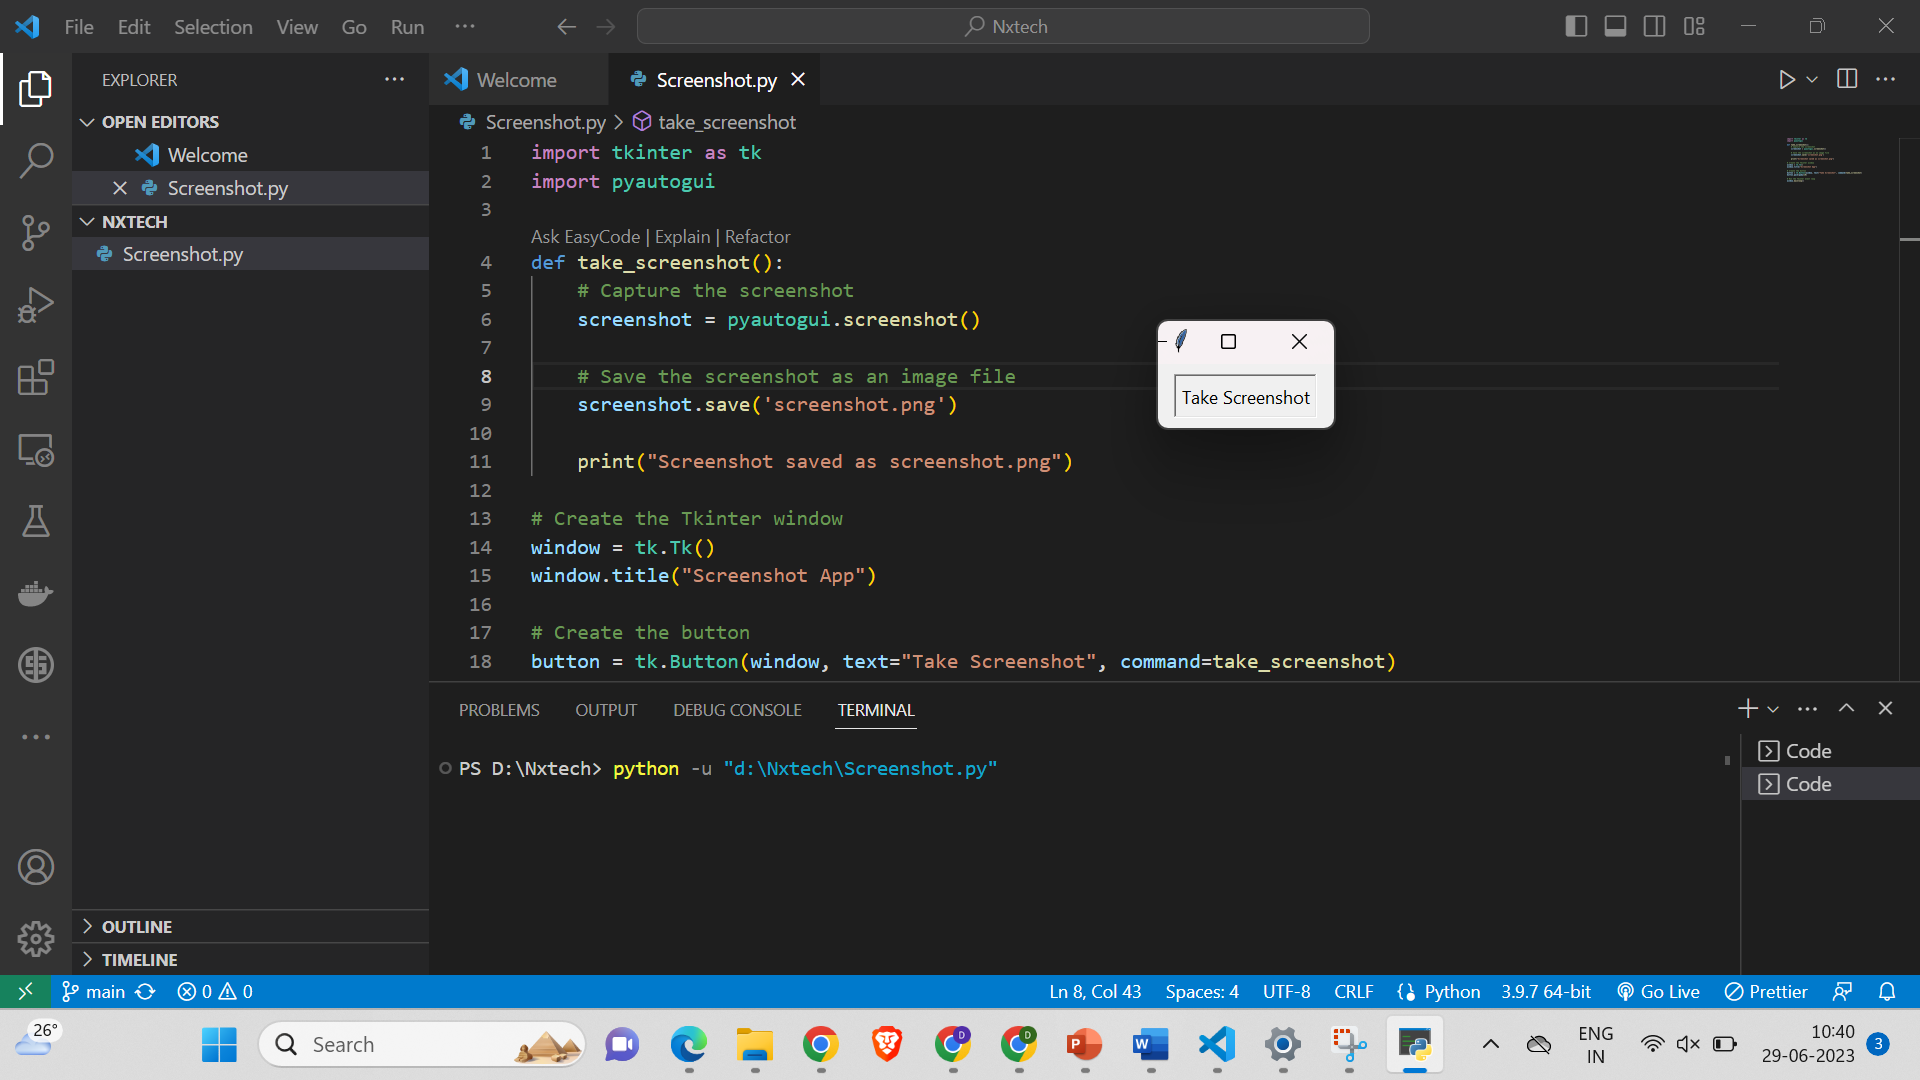 File Edit Selection View Go Run ···
Nxtech
EXPLORER
Welcome
Screenshot.py
OPEN EDITORS
Welcome
Screenshot.py
NXTECH
Screenshot.py
Screenshot.py > take_screenshot
1 import tkinter as tk
2 import pyautogui
3
Ask EasyCode | Explain | Refactor
4 def take_screenshot():
5 # Capture the screenshot
6 screenshot = pyautogui.screenshot()
7
8 # Save the screenshot as an image file
9 screenshot.save('screenshot.png')
10
11 print("Screenshot saved as screenshot.png")
12
13 # Create the Tkinter window
14 window = tk.Tk()
15 window.title("Screenshot App")
16
17 # Create the button
18 button = tk.Button(window, text="Take Screenshot", command=take_screenshot)
Take Screenshot
PROBLEMS OUTPUT DEBUG CONSOLE TERMINAL
PS D:\Nxtech> python -u "d:\Nxtech\Screenshot.py"
Code
Code
OUTLINE
TIMELINE
main 0 0 Ln 8, Col 43 Spaces: 4 UTF-8 CRLF Python 3.9.7 64-bit Go Live Prettier
26°
Search
D
D
P
W
ENG
IN
10:40
29-06-2023
3